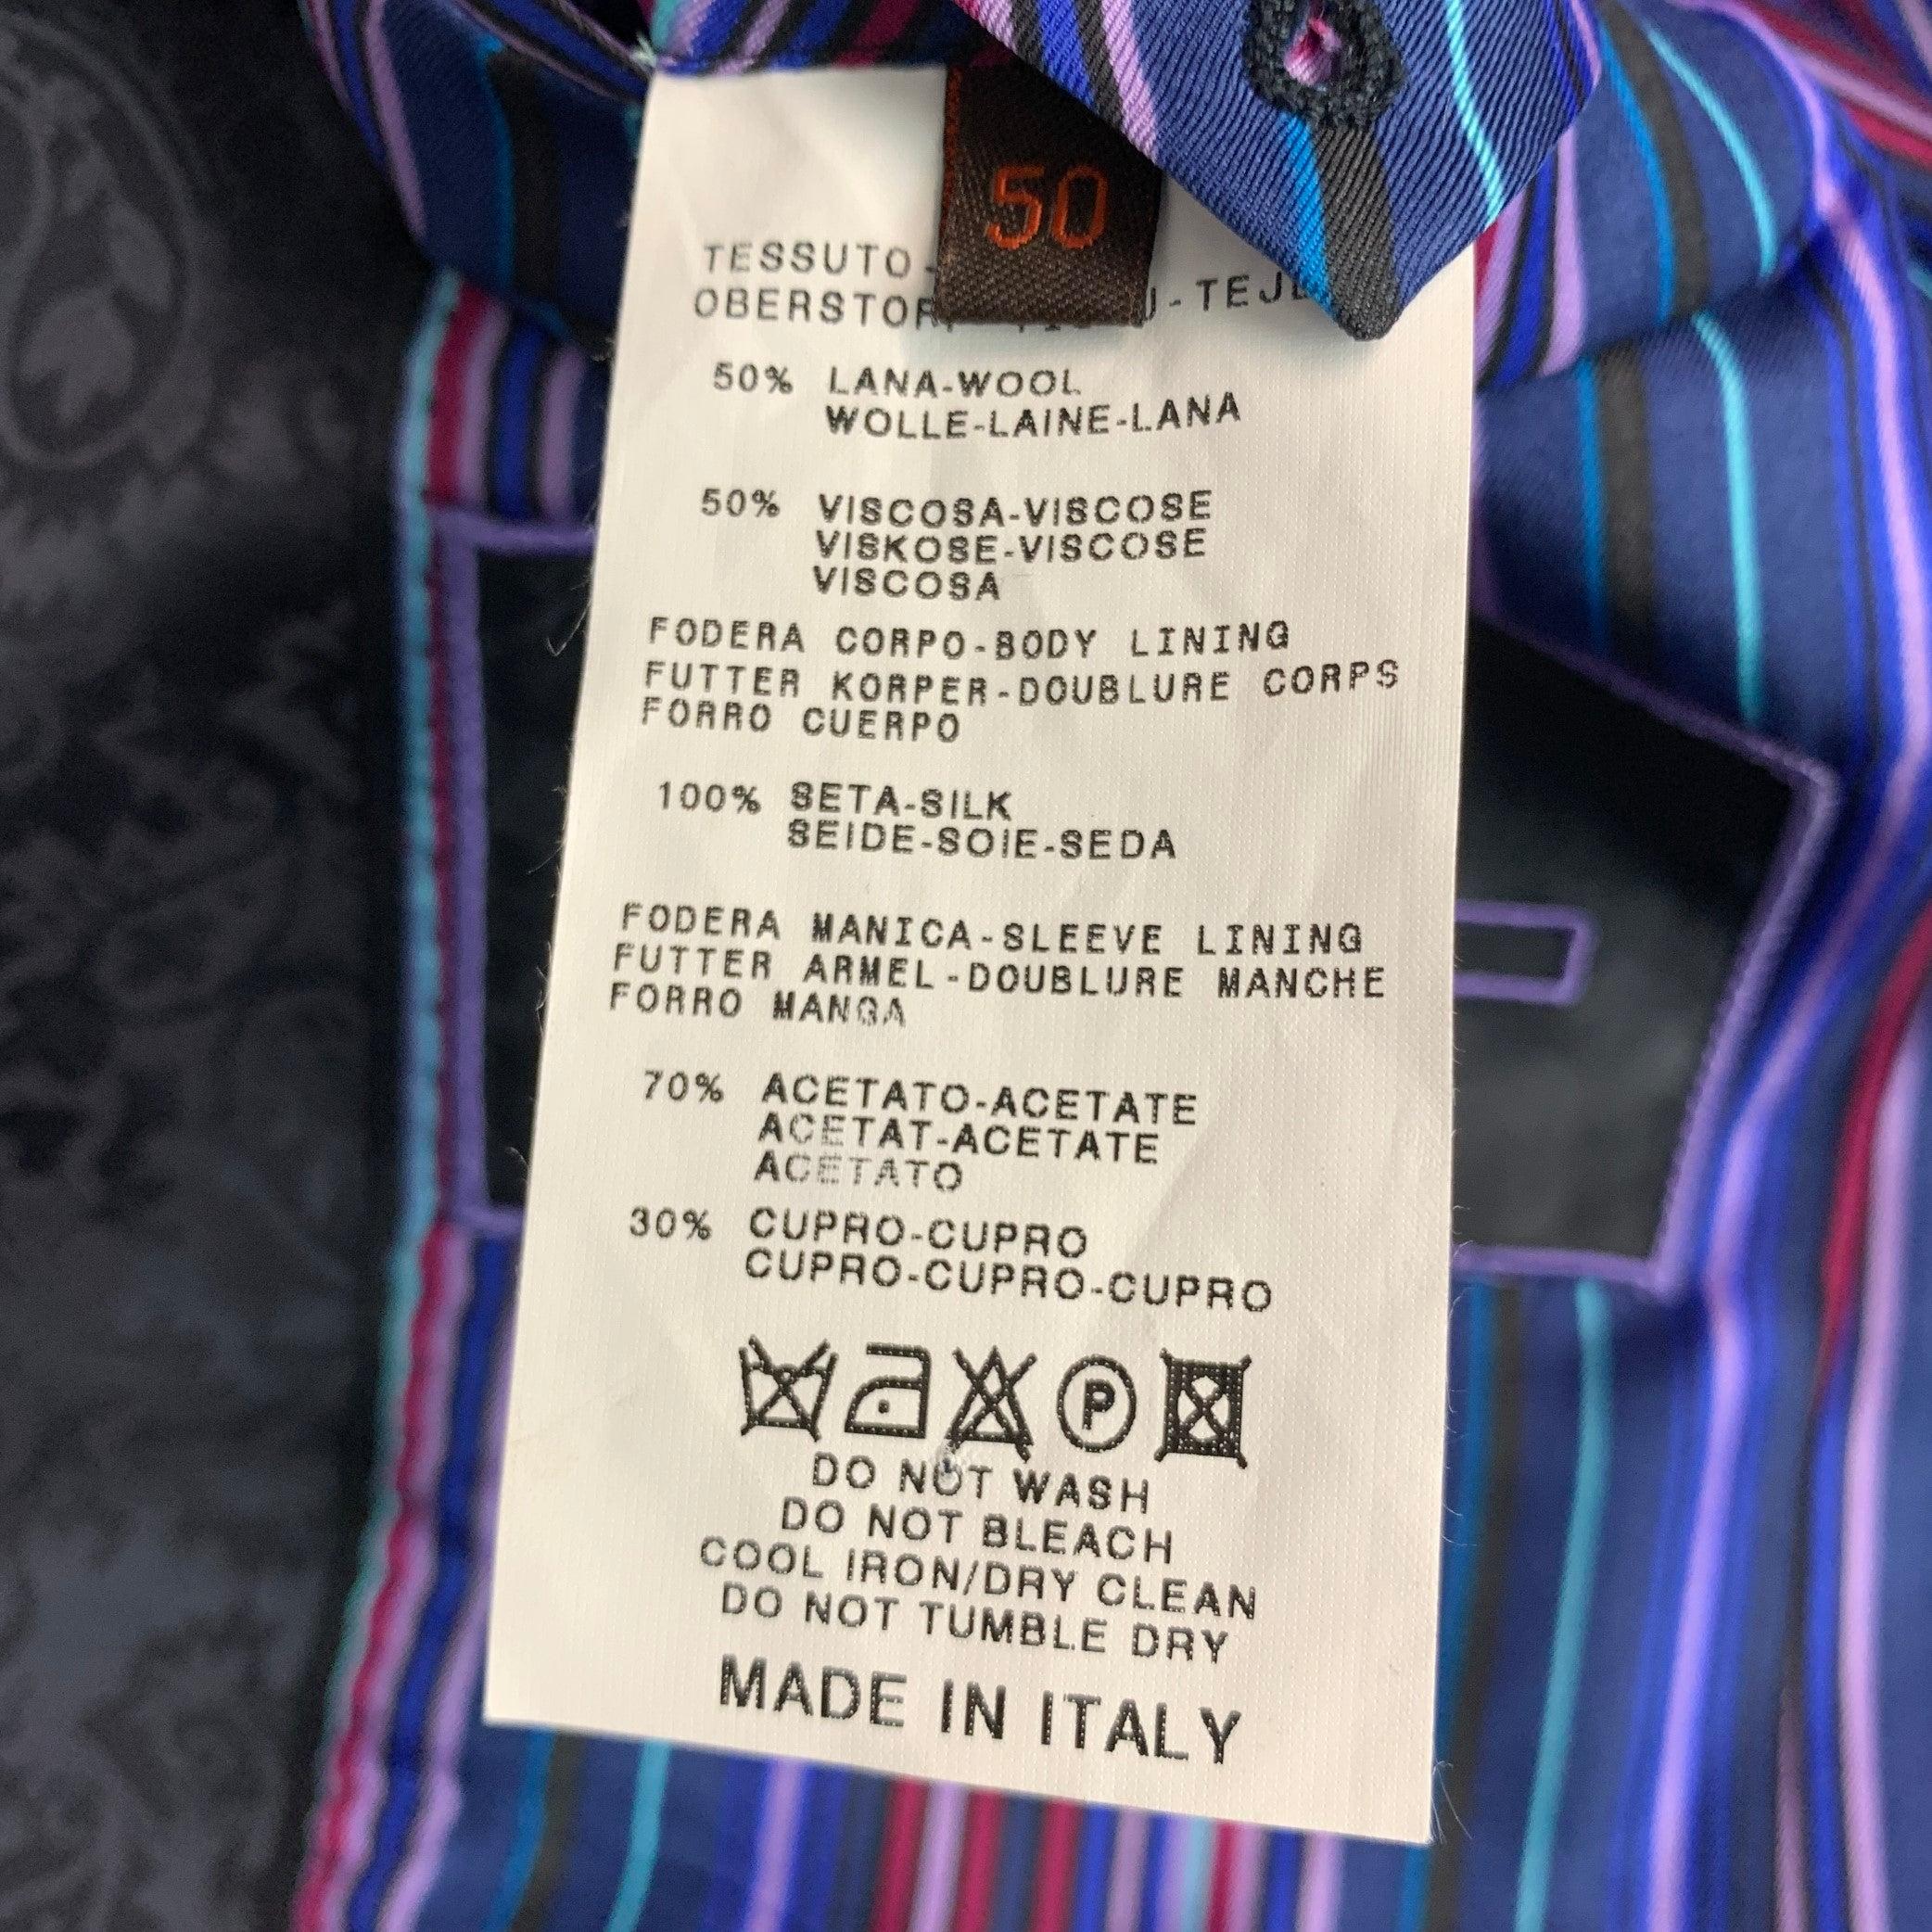 50
TESSUTO -
- TEJ
50% LANA-WOOL
WOLLE-LAINE-LANA
50% VISCOSA-VISCOSE
VISKOSE-VISCOSE
VISCOSA
FODERA CORPO-BODY LINING
FUTTER KORPER-DOUBLURE CORPS
FORRO CUERPO
100% SETA-SILK
SEIDE-SOIE-SEDA
FODERA MANICA-SLEEVE LINING
FUTTER ARMEL-DOUBLURE MANCHE
FORRO MANGA
70% ACETATO-ACETATE
ACETAT-ACETATE
ACETATO
30% CUPRO-CUPRO
CUPRO-CUPRO-CUPRO
P
DO NOT WASH
DO NOT BLEACH
COOL IRON/DRY CLEAN
DO NOT TUMBLE DRY
MADE IN ITALY